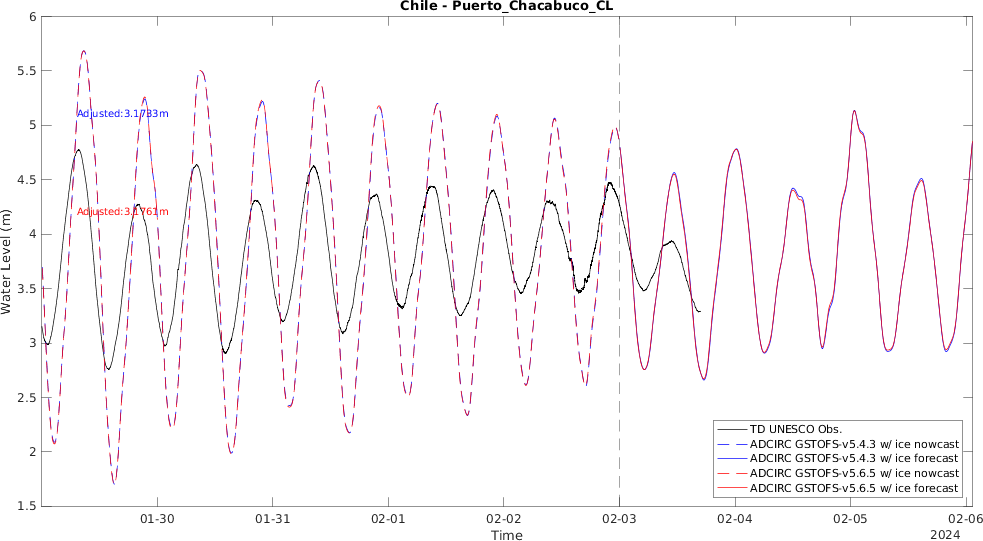 Chile - Puerto_Chacabuco_CL
6
5.5
5
4.5
4
3.5
3
2.5
2
1.5
Water Level (m)
Adjusted:3.1733m
Adjusted:3.1761m
TD UNESCO Obs.
ADCIRC GSTOFS-v5.4.3 w/ ice nowcast
ADCIRC GSTOFS-v5.4.3 w/ ice forecast
ADCIRC GSTOFS-v5.6.5 w/ ice nowcast
ADCIRC GSTOFS-v5.6.5 w/ ice forecast
01-30 01-31 02-01 02-02 02-03 02-04 02-05 02-06
Time
2024